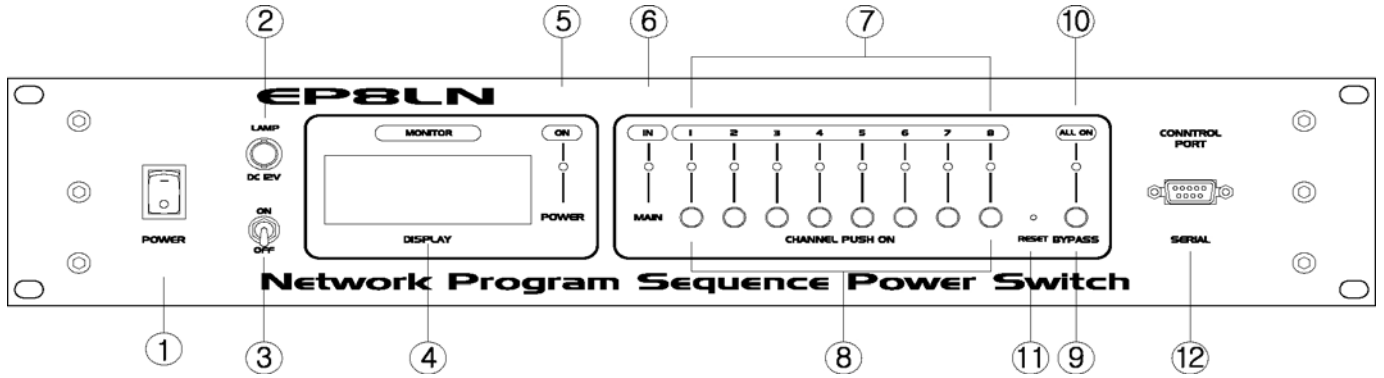 ② ⑤ ⑥ ⑦ ⑩
EP8LN
LAMP
DC 12V
ON
OFF
POWER
MONITOR
DISPLAY
ON
POWER
IN
MAIN
1 2 3 4 5 6 7 8
CHANNEL PUSH ON
RESET
ALL ON
BYPASS
CONNTROL
PORT
SERIAL
Network Program Sequence Power Switch
① ③ ④ ⑧ ⑪ ⑨ ⑫